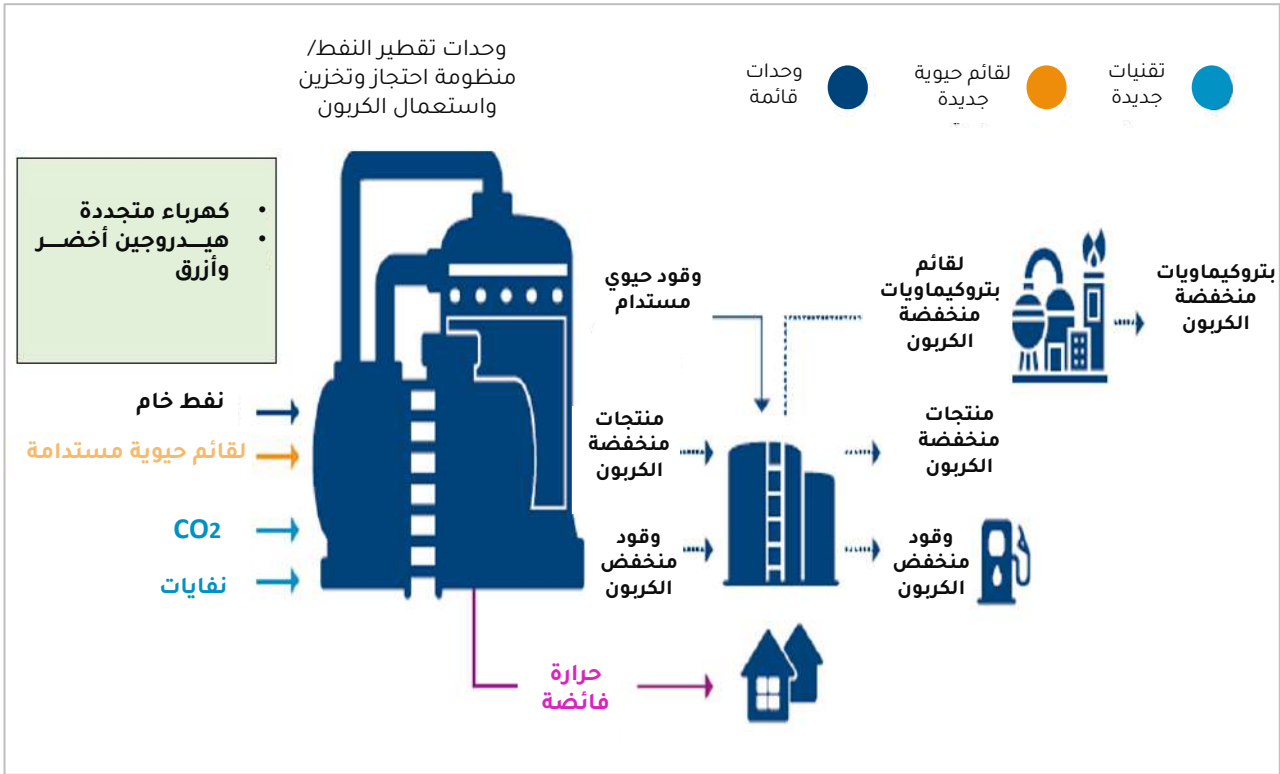 وحدات تقطير النفط/
منظومة احتجاز وتخزين
واستعمال الكربون
تقنيات
جديدة
لقائم حيوية
جديدة
وحدات
قائمة
• كهرباء متجددة
• هيـــدروجين أخضـــر
وأزرق
نفط خام
لقائم حيوية مستدامة
CO2
نفايات
وقود حيوي
مستدام
منتجات
منخفضة
الكربون
وقود
منخفض
الكربون
حرارة
فائضة
لقائم
بتروكيماويات
منخفضة
الكربون
بتروكيماويات
منخفضة
الكربون
منتجات
منخفضة
الكربون
وقود
منخفض
الكربون